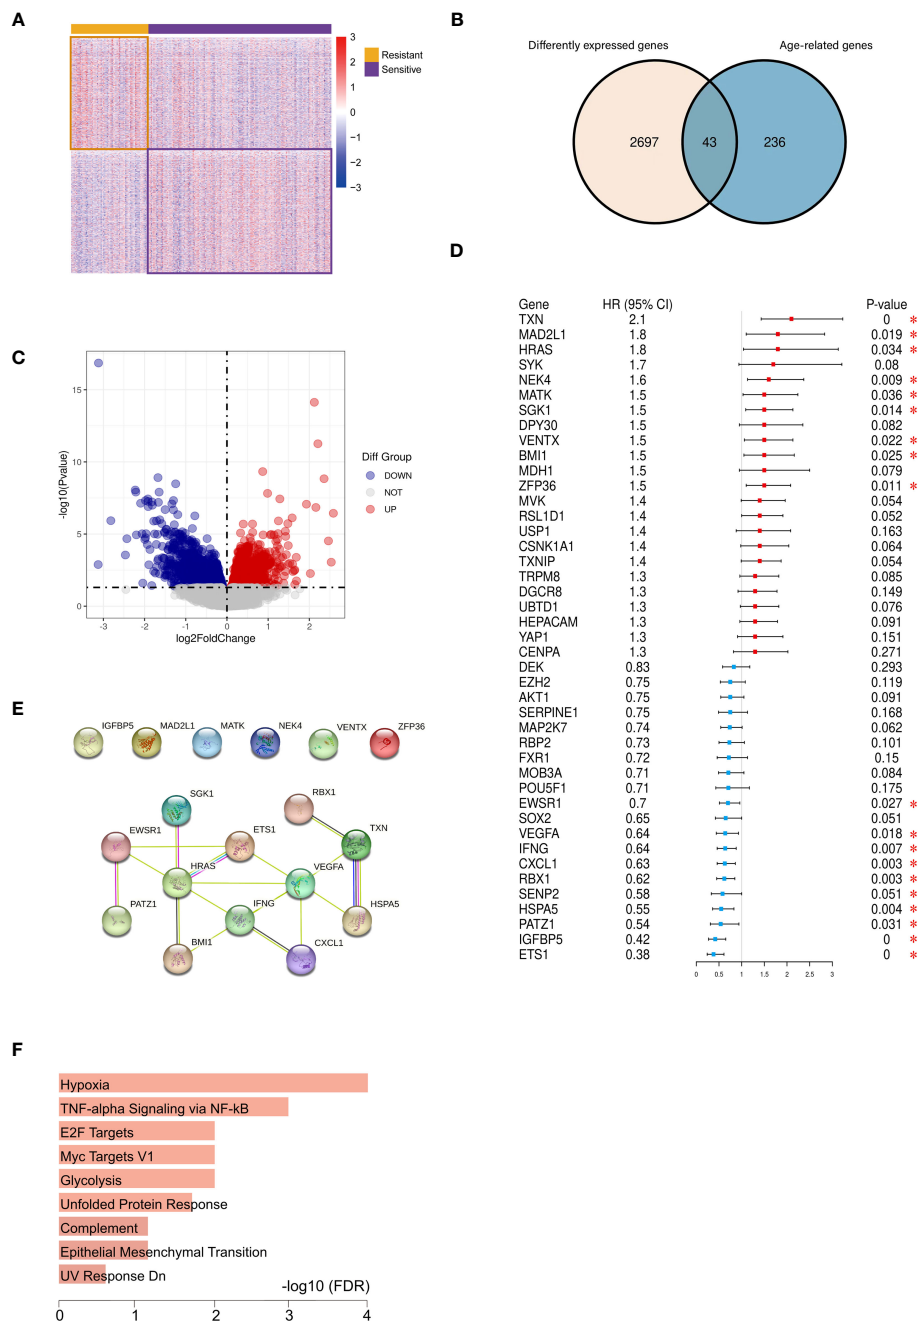 A
3
2
1
0
−1
−2
−3
Resistant
Sensitive
B
Differently expressed genes
Age-related genes
2697
43
236
C
-log10(Pvalue)
15
10
5
0
-3
-2
-1
0
1
2
log2FoldChange
Diff Group
DOWN
NOT
UP
D
Gene HR (95% CI) P-value
TXN 2.1 0 *
MAD2L1 1.8 0.019 *
HRAS 1.8 0.034 *
SYK 1.7 0.08
NEK4 1.6 0.009 *
MATK 1.5 0.036 *
SGK1 1.5 0.014 *
DPY30 1.5 0.082
VENTX 1.5 0.022 *
BMI1 1.5 0.025 *
MDH1 1.5 0.079
ZFP36 1.5 0.011 *
MVK 1.4 0.054
RSL1D1 1.4 0.052
USP1 1.4 0.163
CSNK1A1 1.4 0.064
TXNIP 1.4 0.054
TRPM8 1.3 0.085
DGCR8 1.3 0.149
UBTD1 1.3 0.076
HEPACAM 1.3 0.091
YAP1 1.3 0.151
CENPA 1.3 0.271
DEK 0.83 0.293
EZH2 0.75 0.119
AKT1 0.75 0.091
SERPINE1 0.75 0.168
MAP2K7 0.74 0.062
RBP2 0.73 0.101
FXR1 0.72 0.15
MOB3A 0.71 0.084
POU5F1 0.71 0.175
EWSR1 0.7 0.027 *
SOX2 0.65 0.051
VEGFA 0.64 0.018 *
IFNG 0.64 0.007 *
CXCL1 0.63 0.003 *
RBX1 0.62 0.003 *
SENP2 0.58 0.051 *
HSPA5 0.55 0.004 *
PATZ1 0.54 0.031 *
IGFBP5 0.42 0 *
ETS1 0.38 0 *
0 0.5 1 1.5 2 2.5 3
E
IGFBP5 MAD2L1 MATK NEK4 VENTX ZFP36
SGK1
RBX1
EWSR1
ETS1
TXN
HRAS
VEGFA
PATZ1
IFNG
HSPA5
BMI1
CXCL1
F
Hypoxia
TNF-alpha Signaling via NF-kB
E2F Targets
Myc Targets V1
Glycolysis
Unfolded Protein Response
Complement
Epithelial Mesenchymal Transition
UV Response Dn
-log10 (FDR)
0 1 2 3 4